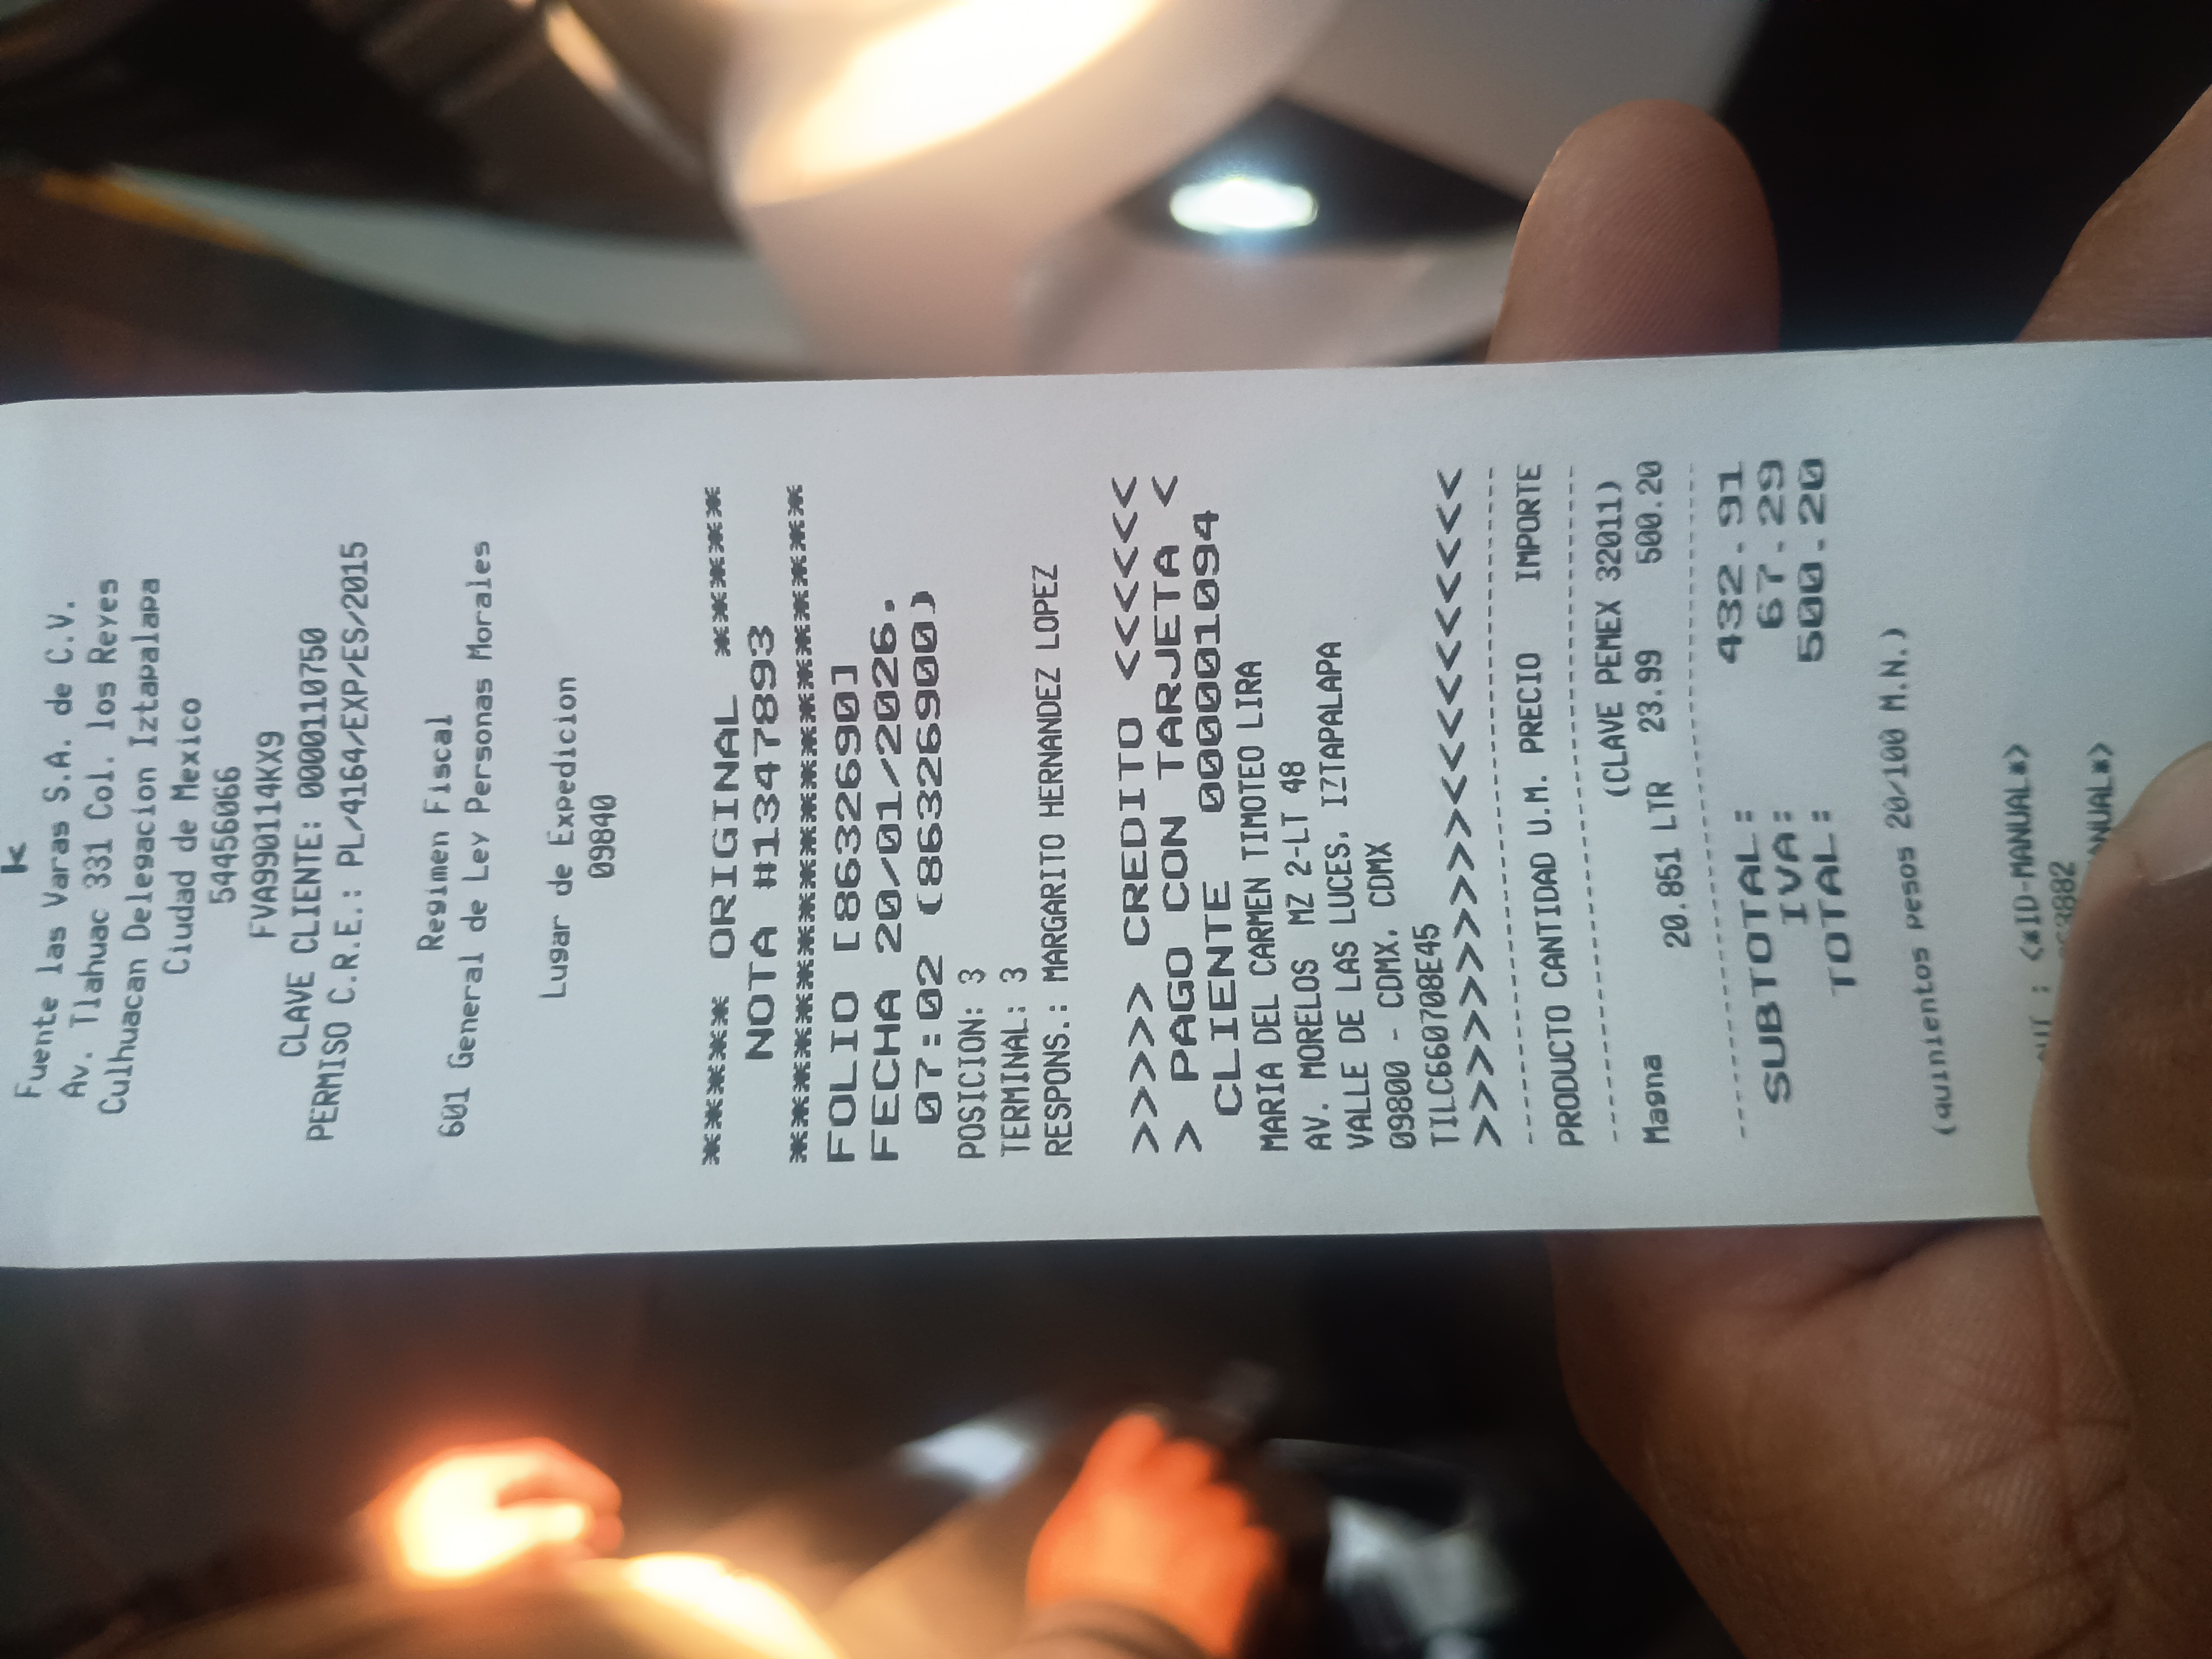 k
Fuente las Varas S.A. de C.V.
Av. Tlahuac 331 Col. los Reyes
Culhuacan Delegacion Iztapalapa
Ciudad de Mexico
54456066
FVA990114KX9
CLAVE CLIENTE: 0000110750
PERMISO C.R.E.: PL/4164/EXP/ES/2015
Regimen Fiscal
601 General de Ley Personas Morales
Lugar de Expedicion
09840
****** ORIGINAL ******
NOTA #13478893
************************
FOLIO [8632690]
FECHA 20/01/2026,
07:02 (86326900)
POSICION: 3
TERMINAL: 3
RESPONS.: MARGARITO HERNANDEZ LOPEZ
>>>>> CREDITO <<<<<<
> PAGO CON TARJETA <
CLIENTE 0000001094
MARIA DEL CARMEN TIMOTEO LIRA
AV. MORELOS MZ 2-LT 48
VALLE DE LAS LUCES, IZTAPALAPA
09800 - CDMX, CDMX
TILC660708E45
>>>>>>>>>>><<<<<<<<<<
PRODUCTO CANTIDAD U.M. PRECIO IMPORTE
(CLAVE PEMEX 32011)
Magna 20.851 LTR 23.99 500.20
SUBTOTAL: 432.91
IVA: 67.29
TOTAL: 500.20
(quinientos pesos 20/100 M.N.)
: <*ID-MANUAL*>
3882
ANUAL*>